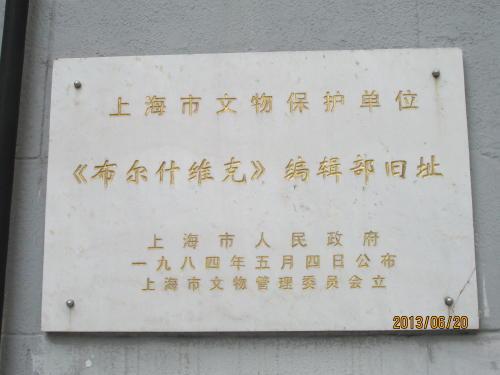 上海市文物保护单位
《布尔什维克》编辑部旧址
上海市人民政府
一九八四年五月四日公布
上海市文物管理委员会立
2013/06/20